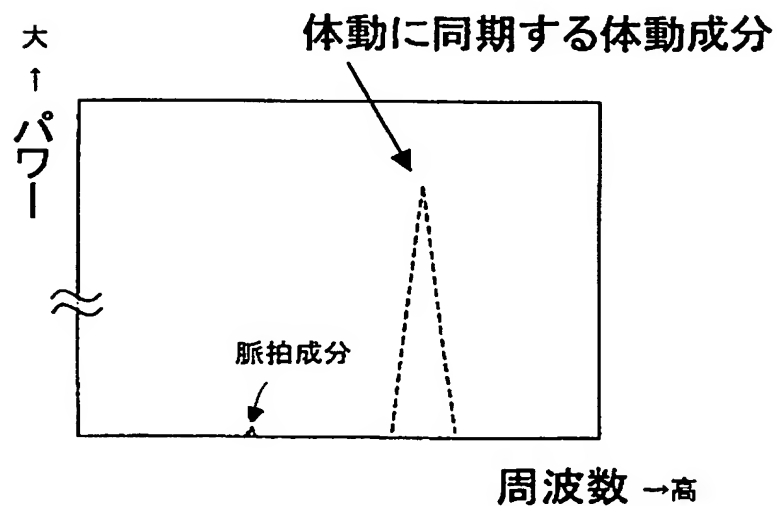 体動に同期する体動成分
大
↑
パワー
脈拍成分
周波数 →高